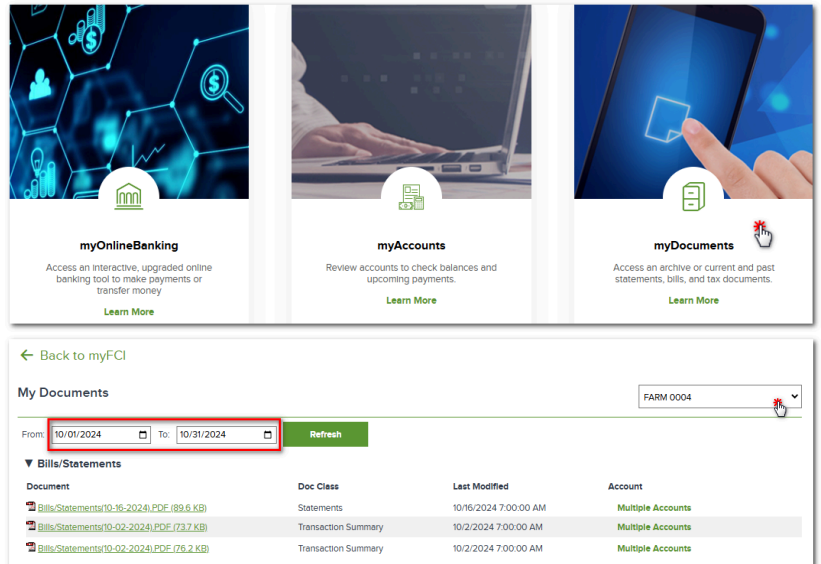 myOnlineBanking
Access an interactive, upgraded online
banking tool to make payments or
transfer money
Learn More
myAccounts
Review accounts to check balances and
upcoming payments.
Learn More
myDocuments
Access an archive or current and past
statements, bills, and tax documents.
Learn More
← Back to myFCI
My Documents
FARM 0004
From: 10/01/2024 To: 10/31/2024 Refresh
▼ Bills/Statements
Document Doc Class Last Modified Account
Bills/Statements(10-16-2024).PDF (89.6 KB) Statements 10/16/2024 7:00:00 AM Multiple Accounts
Bills/Statements(10-02-2024).PDF (73.7 KB) Transaction Summary 10/2/2024 7:00:00 AM Multiple Accounts
Bills/Statements(10-02-2024).PDF (76.2 KB) Transaction Summary 10/2/2024 7:00:00 AM Multiple Accounts